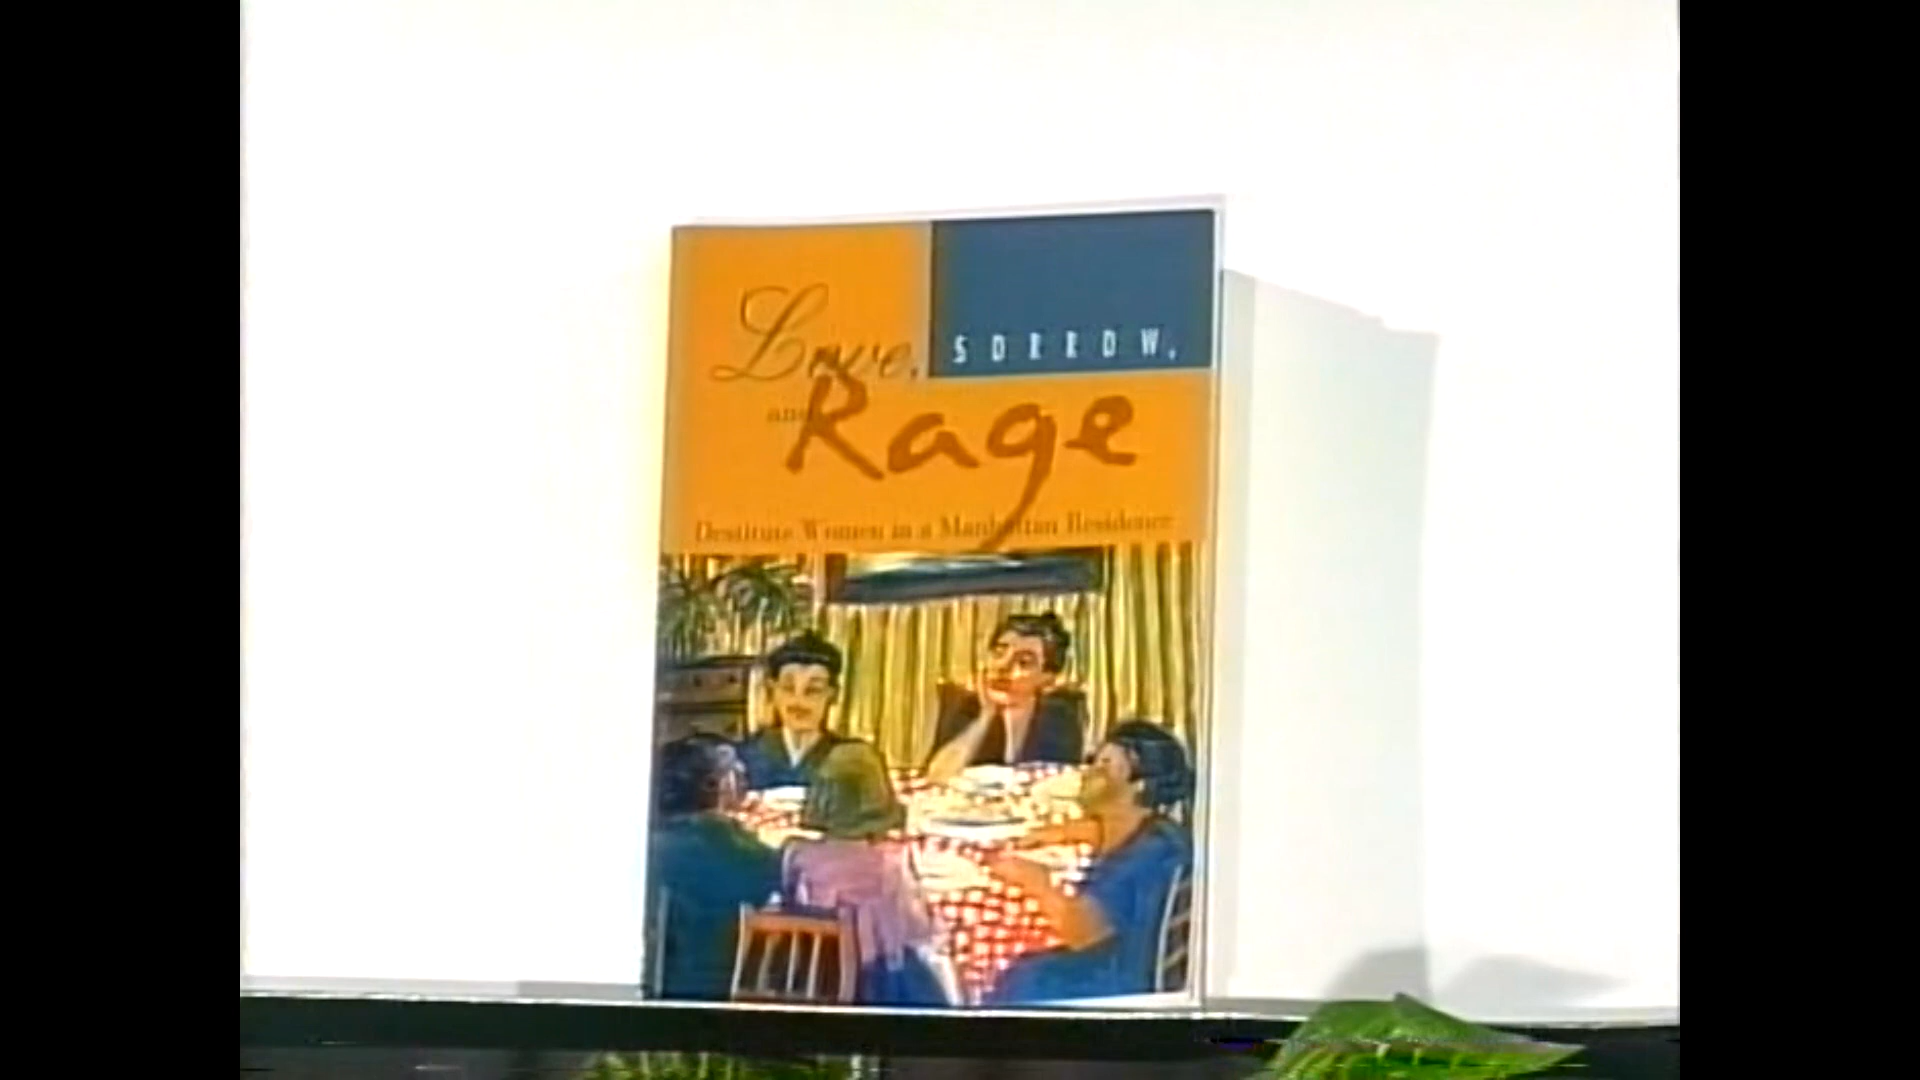 Love, SORROW,
and Rage
Destitute Women in a Manhattan Residence